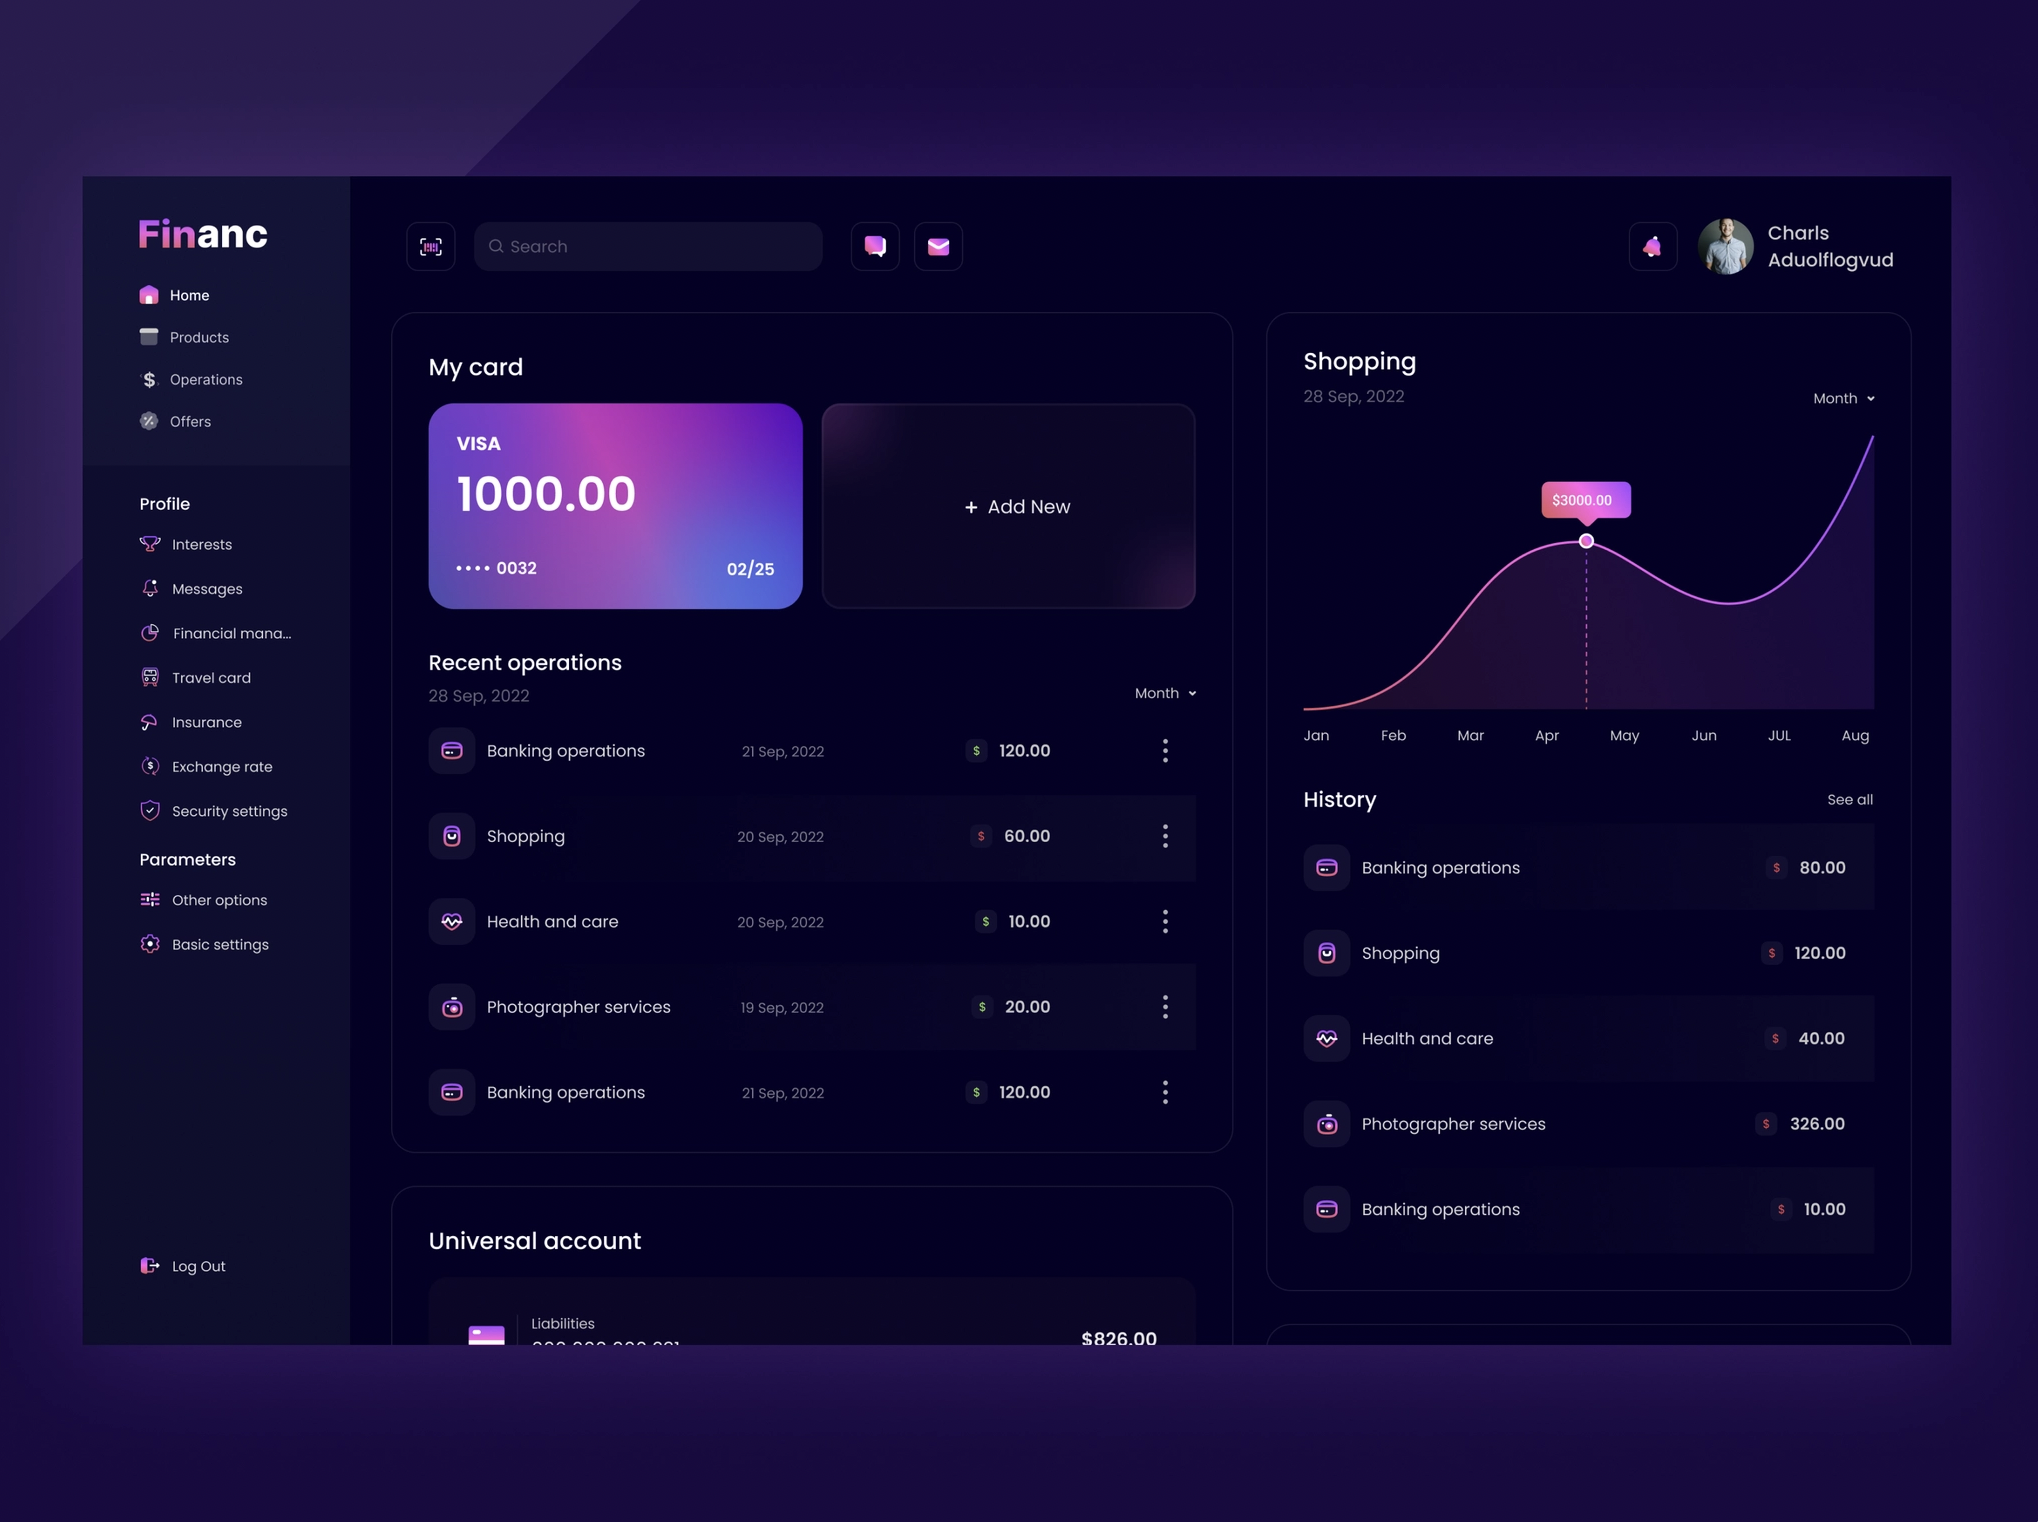 Financ
Home
Products
Operations
Offers
Profile
Interests
Messages
Financial mana...
Travel card
Insurance
Exchange rate
Security settings
Parameters
Other options
Basic settings
Log Out
Search
Charls
Aduolflogvud
My card
VISA
1000.00
•••• 0032 02/25
+ Add New
Recent operations
28 Sep, 2022 Month
Banking operations 21 Sep, 2022 $ 120.00
Shopping 20 Sep, 2022 $ 60.00
Health and care 20 Sep, 2022 $ 10.00
Photographer services 19 Sep, 2022 $ 20.00
Banking operations 21 Sep, 2022 $ 120.00
Universal account
Liabilities
$826.00
Shopping
28 Sep, 2022 Month
$3000.00
Jan Feb Mar Apr May Jun JUL Aug
History See all
Banking operations $ 80.00
Shopping $ 120.00
Health and care $ 40.00
Photographer services $ 326.00
Banking operations $ 10.00